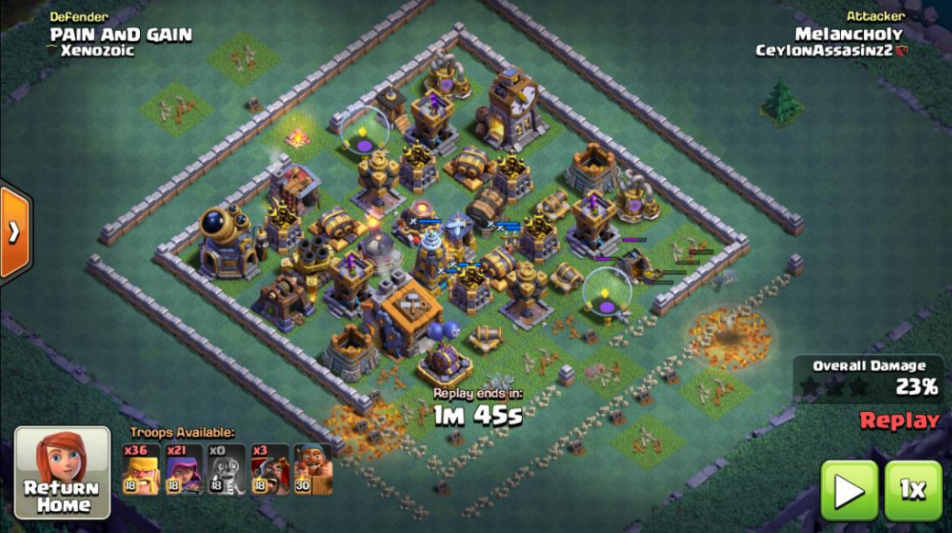 Defender
PAIN AND GAIN
Xenozoic
Attacker
Melancholy
CeylonAssasinz2
Overall Damage
23%
Replay
Replay ends in:
1M 45s
Troops Available:
x36
x21
x0
x3
18
18
18
18
30
Return
Home
1x